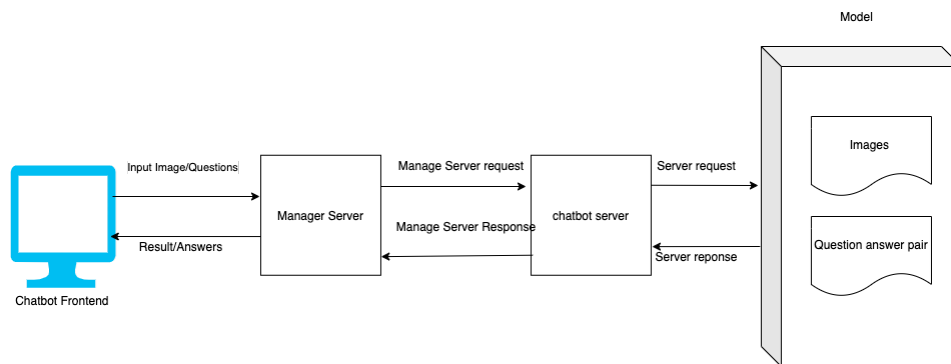 Model
Images
Input Image/Questions
Manage Server request
Server request
Manager Server
chatbot server
Manage Server Response
Result/Answers
Server reponse
Question answer pair
Chatbot Frontend